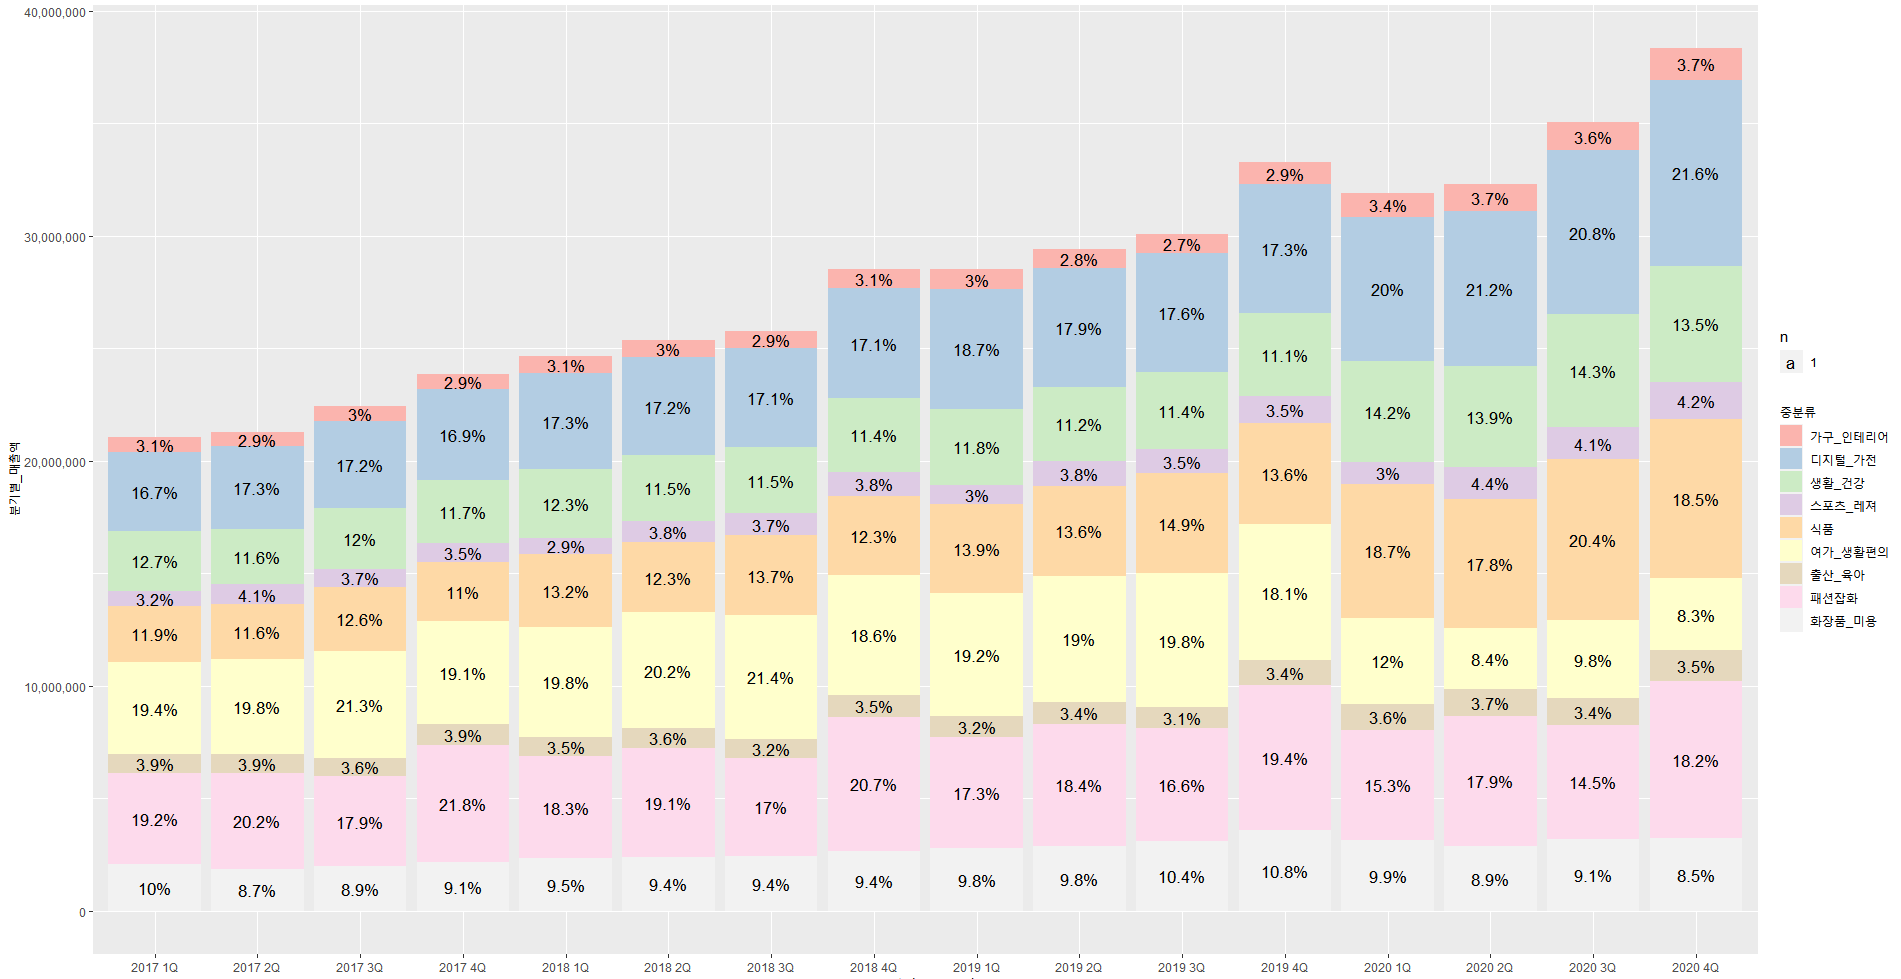 40,000,000
30,000,000
20,000,000
10,000,000
0
분기별_매출액
3.1% 2.9% 3% 2.9% 3.1% 3% 2.9% 3.1% 3% 2.8% 2.7% 2.9% 3.4% 3.7% 3.6% 3.7%
16.7% 17.3% 17.2% 16.9% 17.3% 17.2% 17.1% 17.1% 18.7% 17.9% 17.6% 17.3% 20% 21.2% 20.8% 21.6%
12.7% 11.6% 12% 11.7% 12.3% 11.5% 11.5% 11.4% 11.8% 11.2% 11.4% 11.1% 14.2% 13.9% 14.3% 13.5%
3.2% 4.1% 3.7% 3.5% 2.9% 3.8% 3.7% 3.8% 3% 3.8% 3.5% 3.5% 3% 4.4% 4.1% 4.2%
11.9% 11.6% 12.6% 11% 13.2% 12.3% 13.7% 12.3% 13.9% 13.6% 14.9% 13.6% 18.7% 17.8% 20.4% 18.5%
19.4% 19.8% 21.3% 19.1% 19.8% 20.2% 21.4% 18.6% 19.2% 19% 19.8% 18.1% 12% 8.4% 9.8% 8.3%
3.9% 3.9% 3.6% 3.9% 3.5% 3.6% 3.2% 3.5% 3.2% 3.4% 3.1% 3.4% 3.6% 3.7% 3.4% 3.5%
19.2% 20.2% 17.9% 21.8% 18.3% 19.1% 17% 20.7% 17.3% 18.4% 16.6% 19.4% 15.3% 17.9% 14.5% 18.2%
10% 8.7% 8.9% 9.1% 9.5% 9.4% 9.4% 9.4% 9.8% 9.8% 10.4% 10.8% 9.9% 8.9% 9.1% 8.5%
2017 1Q 2017 2Q 2017 3Q 2017 4Q 2018 1Q 2018 2Q 2018 3Q 2018 4Q 2019 1Q 2019 2Q 2019 3Q 2019 4Q 2020 1Q 2020 2Q 2020 3Q 2020 4Q
n
a 1
중분류
가구_인테리어
디지털_가전
생활_건강
스포츠_레져
식품
여가_생활편의
출산_육아
패션잡화
화장품_미용